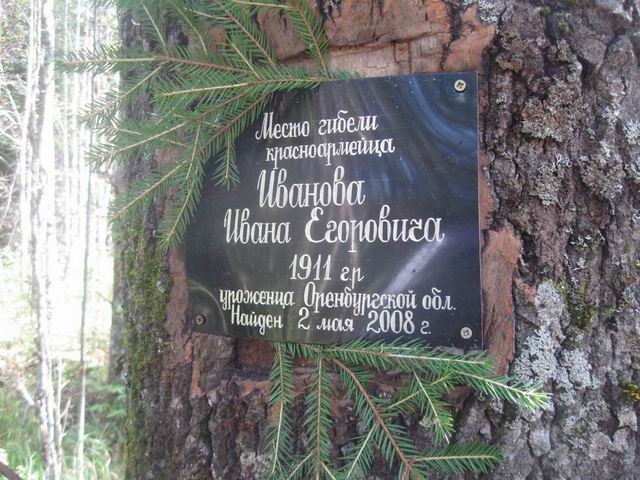 Место гибели
красноармейца
Иванова
Ивана Егоровича
1911 г.р
уроженца Оренбургской обл.
Найден 2 мая 2008 г.